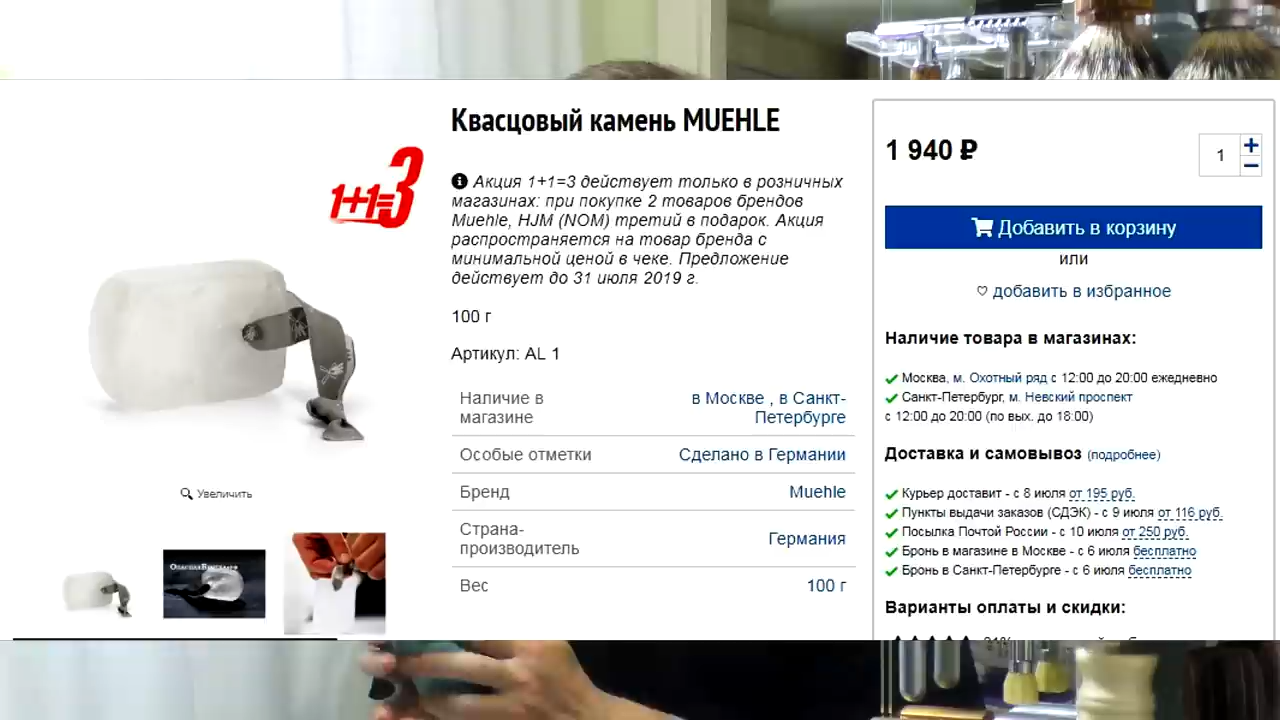 Квасцовый камень MUEHLE
1+1=3
Акция 1+1=3 действует только в розничных
магазинах: при покупке 2 товаров брендов
Muehle, HJM (NOM) третий в подарок. Акция
распространяется на товар бренда с
минимальной ценой в чеке. Предложение
действует до 31 июля 2019 г.
100 г
Артикул: AL 1
Наличие в
магазине
в Москве , в Санкт-
Петербурге
Особые отметки
Сделано в Германии
Бренд
Muehle
Страна-
производитель
Германия
Вес
100 г
Увеличить
1 940 ₽
1
+
−
Добавить в корзину
или
добавить в избранное
Наличие товара в магазинах:
Москва, м. Охотный ряд с 12:00 до 20:00 ежедневно
Санкт-Петербург, м. Невский проспект
с 12:00 до 20:00 (по вых. до 18:00)
Доставка и самовывоз (подробнее)
Курьер доставит - с 8 июля от 195 руб.
Пункты выдачи заказов (СДЭК) - с 9 июля от 116 руб.
Посылка Почтой России - с 10 июля от 250 руб.
Бронь в магазине в Москве - с 6 июля бесплатно
Бронь в Санкт-Петербурге - с 6 июля бесплатно
Варианты оплаты и скидки: